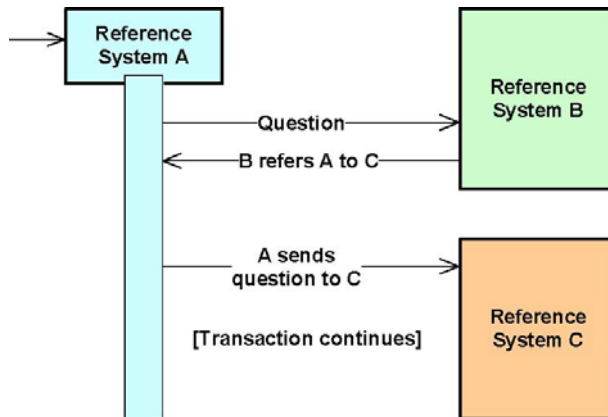 Reference
System A
Reference
System B
Question
B refers A to C
A sends
question to C
[Transaction continues]
Reference
System C